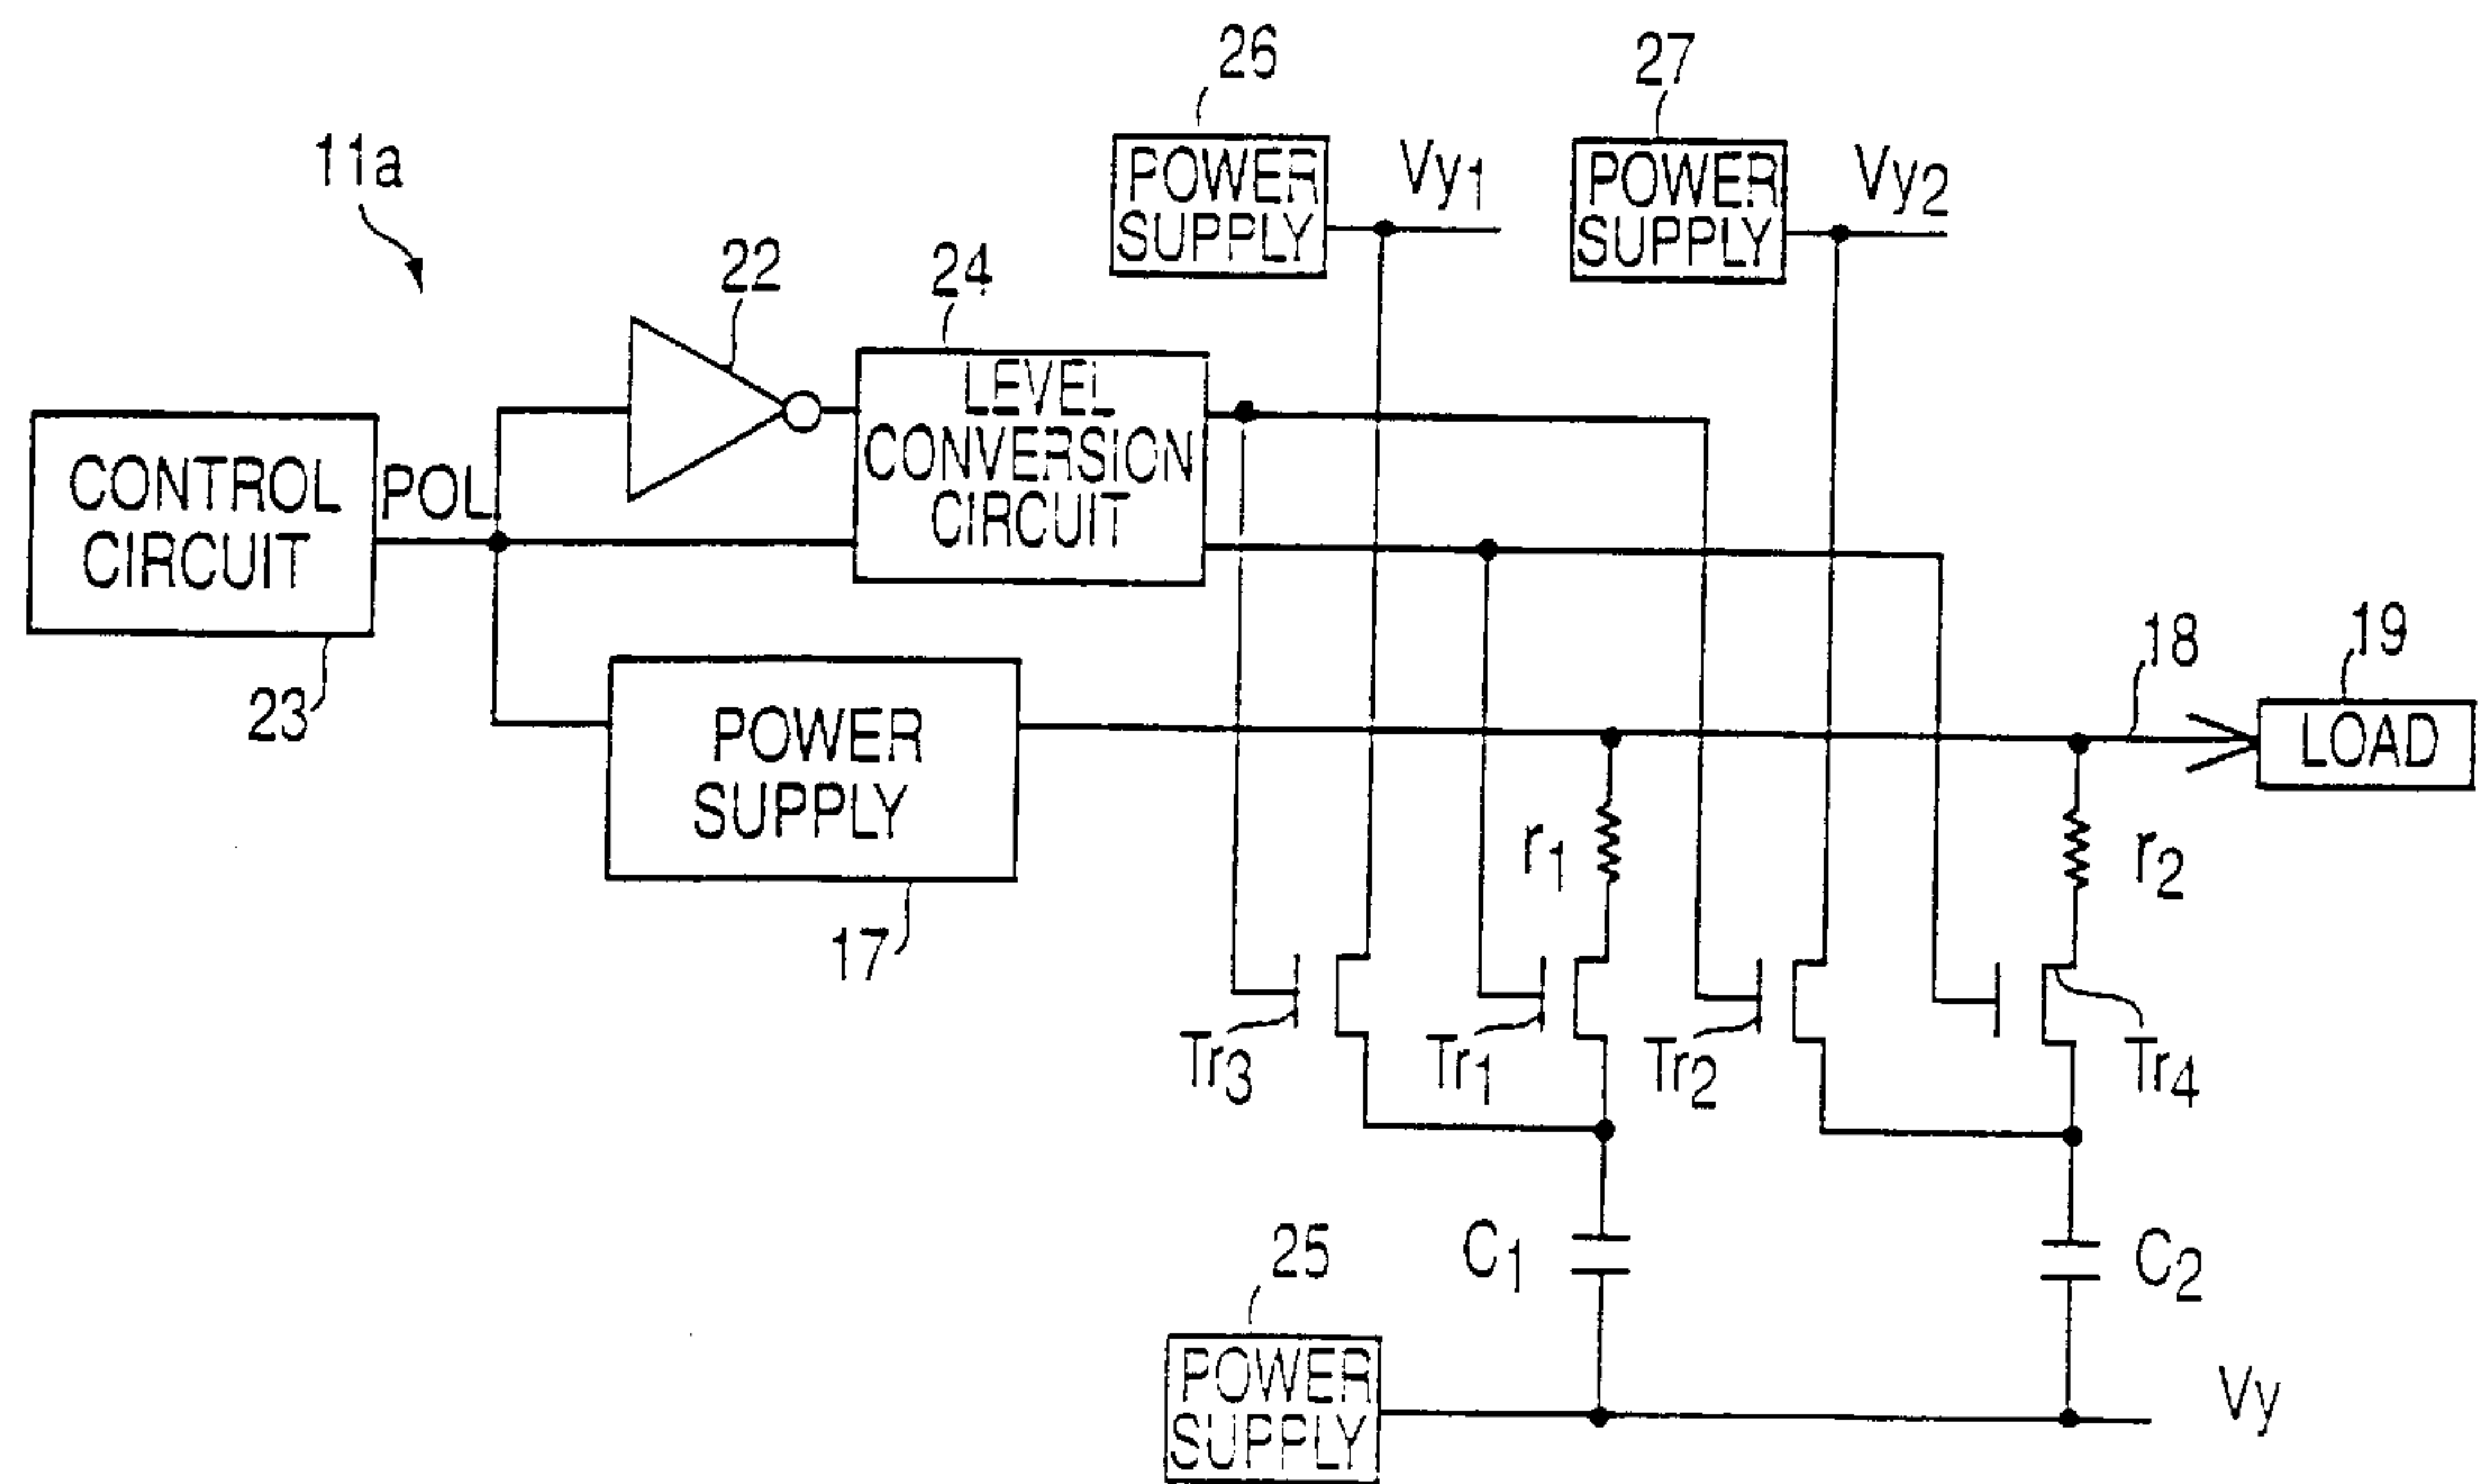 26
27
11a
POWER
SUPPLY
Vy1
POWER
SUPPLY
Vy2
22
24
LEVEL
CONVERSION
CIRCUIT
CONTROL
CIRCUIT
POL
23
POWER
SUPPLY
17
18
19
LOAD
r1
r2
Tr3
Tr1
Tr2
Tr4
C1
C2
25
POWER
SUPPLY
Vy